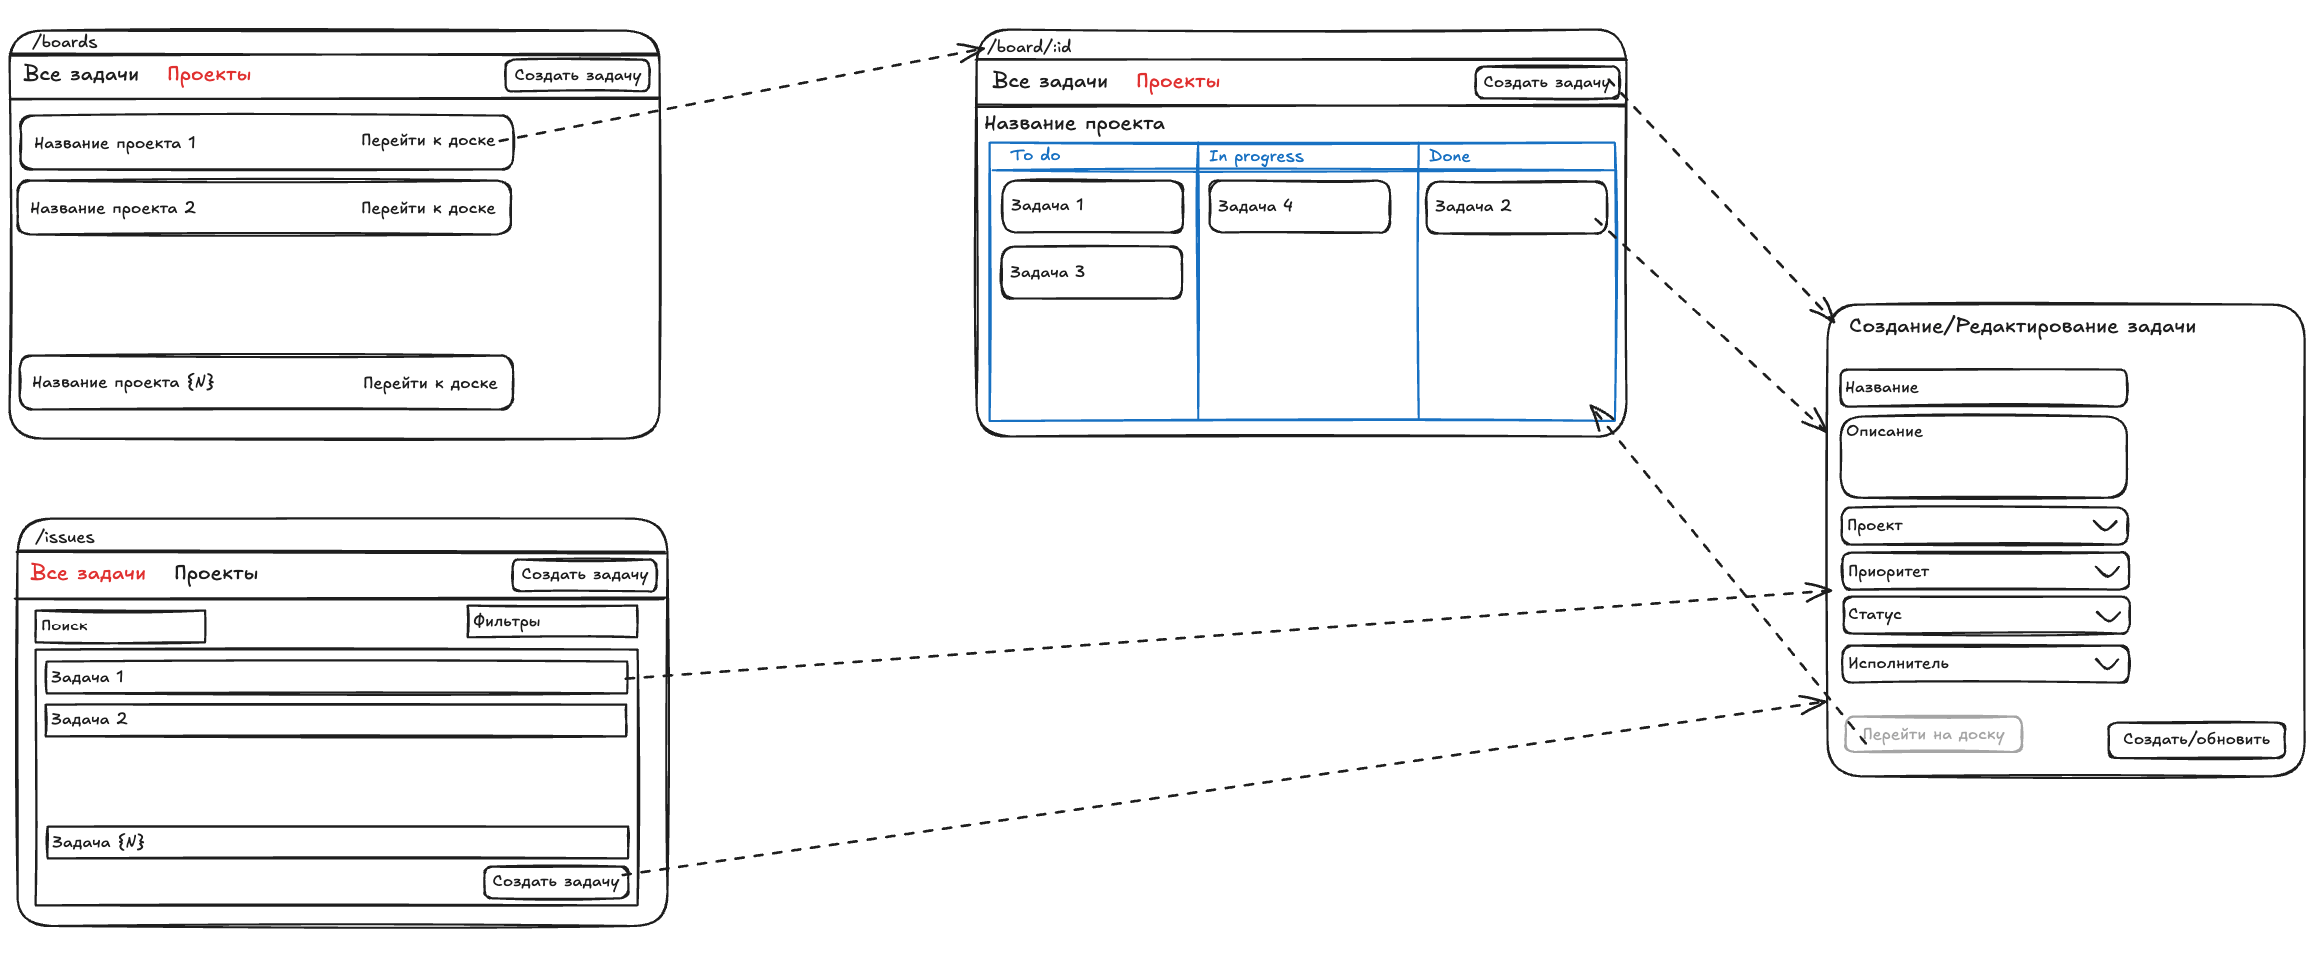 /boards
Все задачи Проекты Создать задачу
Название проекта 1 Перейти к доске
Название проекта 2 Перейти к доске
Название проекта {N} Перейти к доске
/board/:id
Все задачи Проекты Создать задачу
Название проекта
To do In progress Done
Задача 1 Задача 4 Задача 2
Задача 3
Создание/Редактирование задачи
Название
Описание
Проект
Приоритет
Статус
Исполнитель
Перейти на доску Создать/обновить
/issues
Все задачи Проекты Создать задачу
Поиск Фильтры
Задача 1
Задача 2
Задача {N}
Создать задачу